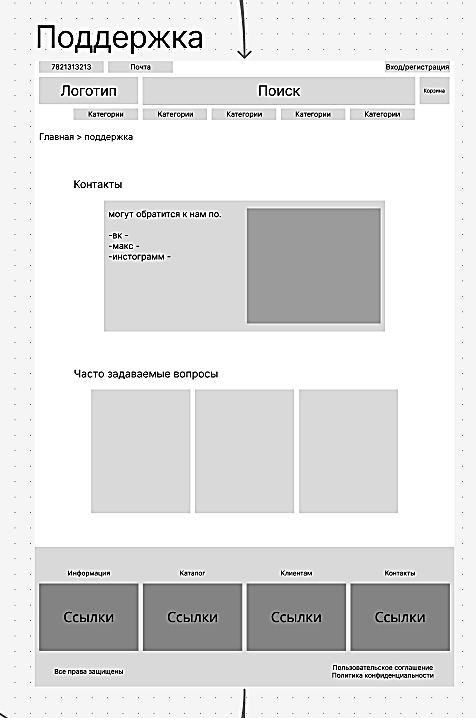 Поддержка
7821313213 Почта Вход/регистрация
Логотип Поиск Корзина
Категории Категории Категории Категории Категории
Главная > поддержка
Контакты
могут обратится к нам по.
-вк -
-макс -
-инстограмм -
Часто задаваемые вопросы
Информация Каталог Клиентам Контакты
Ссылки Ссылки Ссылки Ссылки
Все права защищены
Пользовательское соглашение
Политика конфиденциальности